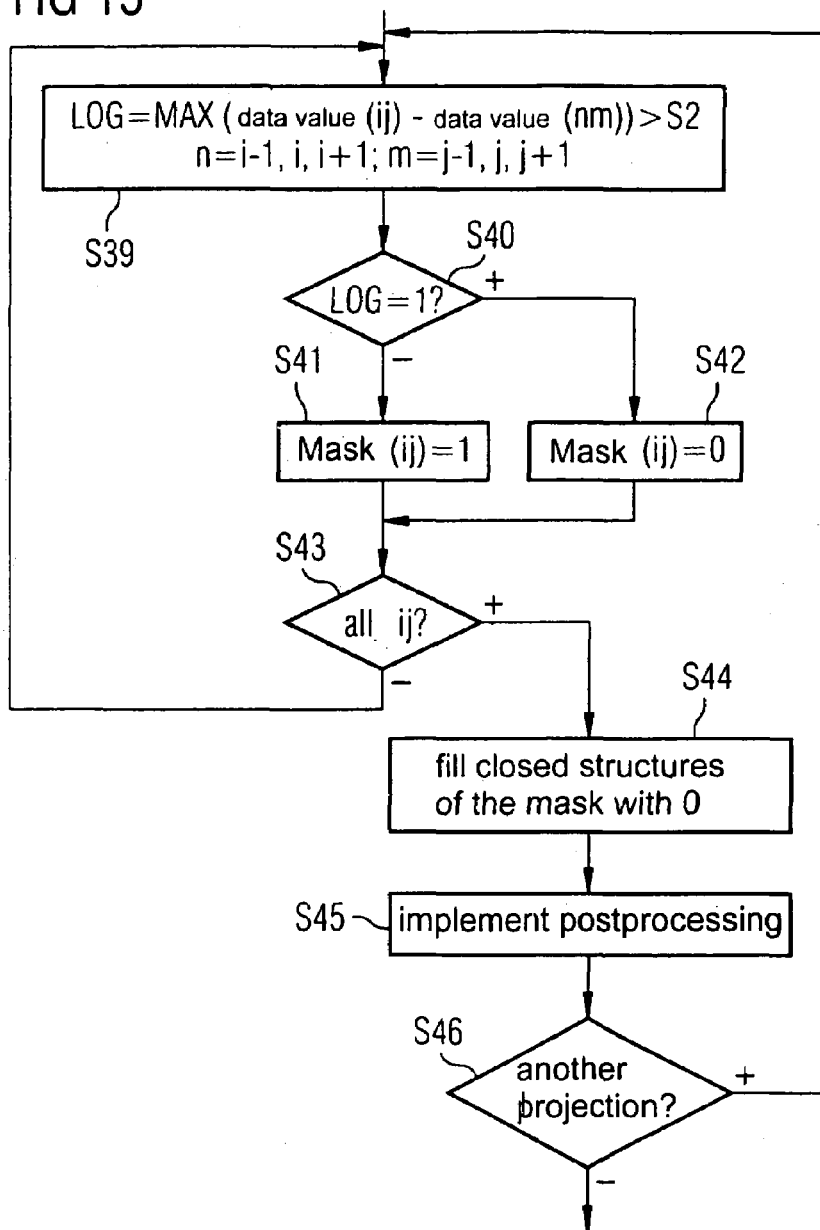 FIG 13
LOG=MAX (data value (ij) - data value (nm))>S2
n=i-1, i, i+1; m=j-1, j, j+1
S39
S40
LOG=1?
+
−
S41
S42
Mask (ij)=1
Mask (ij)=0
S43
all ij?
+
−
S44
fill closed structures
of the mask with 0
S45
implement postprocessing
S46
another
projection?
+
−